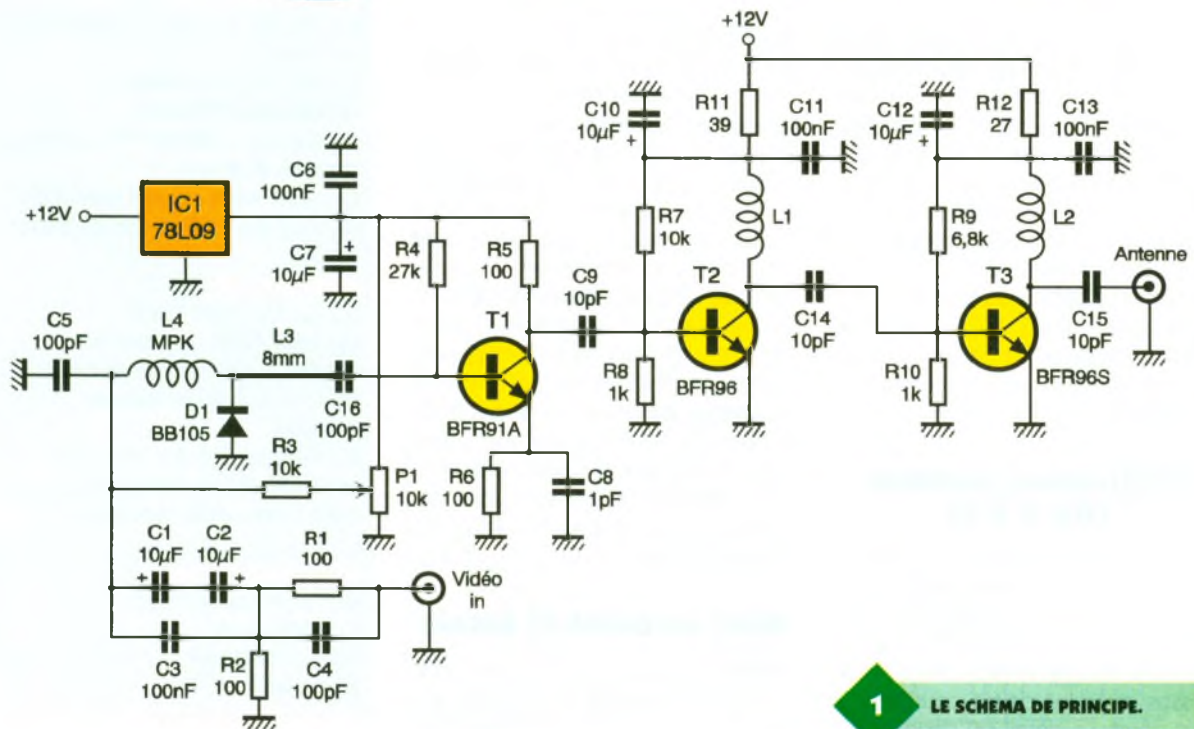 +12V
C10
10µF
+
R11
39
C11
100nF
C12
10µF
+
R12
27
C13
100nF
C6
100nF
+12V
IC1
78L09
C7
10µF
+
R4
27k
R5
100
R7
10k
L1
R9
6,8k
L2
T1
C9
10pF
T2
T3
Antenne
C5
100pF
L4
MPK
L3
8mm
C14
10pF
C15
10pF
D1
BB105
C16
100pF
BFR91A
R8
1k
BFR96
R10
1k
BFR96S
R3
10k
P1
10k
R6
100
C8
1pF
C1
10µF
+
C2
10µF
+
R1
100
Vidéo
in
C3
100nF
R2
100
C4
100pF
1
LE SCHEMA DE PRINCIPE.